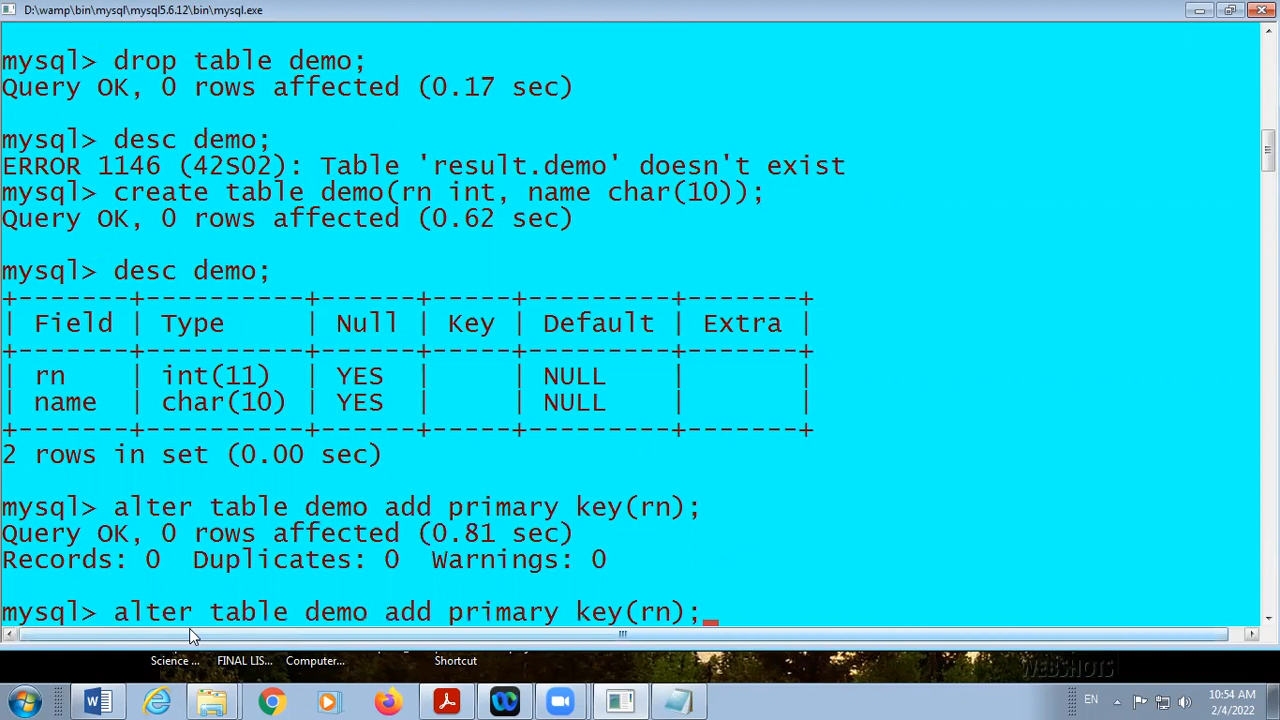 D:\wamp\bin\mysql\mysql5.6.12\bin\mysql.exe
mysql> drop table demo;
Query OK, 0 rows affected (0.17 sec)
mysql> desc demo;
ERROR 1146 (42S02): Table 'result.demo' doesn't exist
mysql> create table demo(rn int, name char(10));
Query OK, 0 rows affected (0.62 sec)
mysql> desc demo;
+-------+----------+------+-----+---------+-------+
| Field | Type     | Null | Key | Default | Extra |
+-------+----------+------+-----+---------+-------+
| rn    | int(11)  | YES  |     | NULL    |       |
| name  | char(10) | YES  |     | NULL    |       |
+-------+----------+------+-----+---------+-------+
2 rows in set (0.00 sec)
mysql> alter table demo add primary key(rn);
Query OK, 0 rows affected (0.81 sec)
Records: 0  Duplicates: 0  Warnings: 0
mysql> alter table demo add primary key(rn);
Science ... FINAL LIS... Computer... Shortcut
WEBSHOTS
EN 10:54 AM
2/4/2022